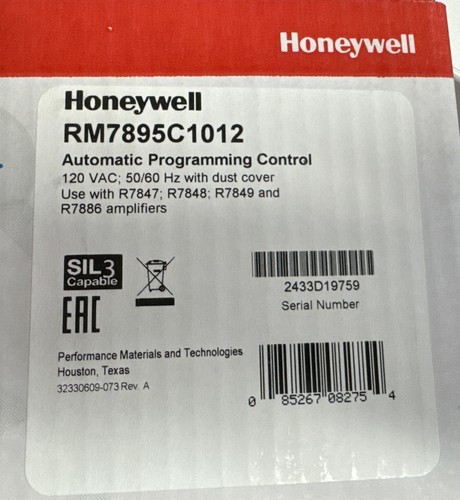 Honeywell
Honeywell
RM7895C1012
Automatic Programming Control
120 VAC; 50/60 Hz with dust cover
Use with R7847; R7848; R7849 and
R7886 amplifiers
SIL3
Capable
EAC
2433D19759
Serial Number
Performance Materials and Technologies
Houston, Texas
32330609-073 Rev. A
0 85267 08275 4